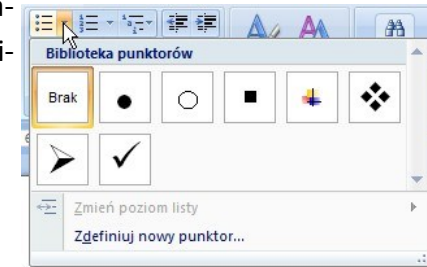 n-
i-
Biblioteka punktorów
Brak
Zmień poziom listy
Zdefiniuj nowy punktor...